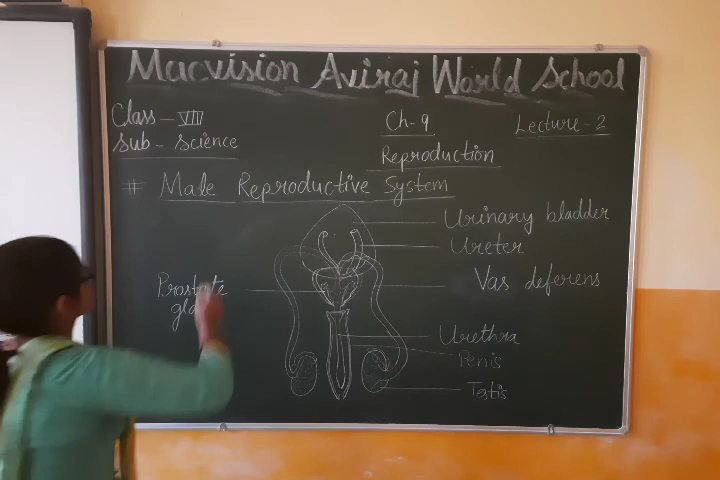 Macvision Aviraj World School
Class - VIII
Ch-9
Lecture-2
Sub - Science
Reproduction
# Male Reproductive System
Urinary bladder
Ureter
Vas deferens
Prostate
Urethra
Penis
Testis